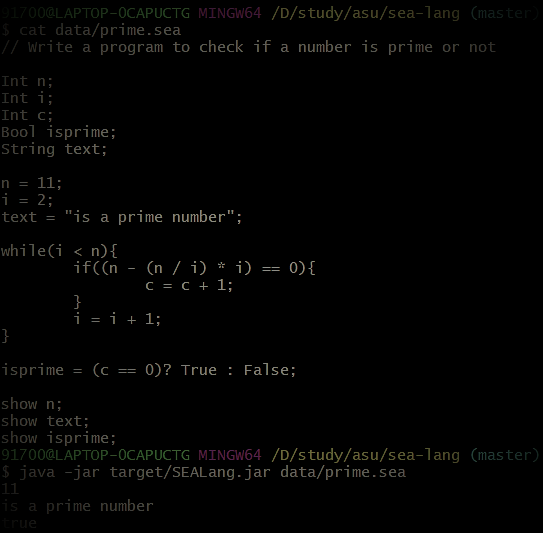 91700@LAPTOP-OCAPUCTG MINGW64 /D/study/asu/sea-lang (master)
$ cat data/prime.sea
// Write a program to check if a number is prime or not
Int n;
Int i;
Int c;
Bool isprime;
String text;
n = 11;
i = 2;
text = "is a prime number";
while(i < n){
if((n - (n / i) * i) == 0){
c = c + 1;
}
i = i + 1;
}
isprime = (c == 0)? True : False;
show n;
show text;
show isprime;
91700@LAPTOP-OCAPUCTG MINGW64 /D/study/asu/sea-lang (master)
$ java -jar target/SEALang.jar data/prime.sea
11
is a prime number
true